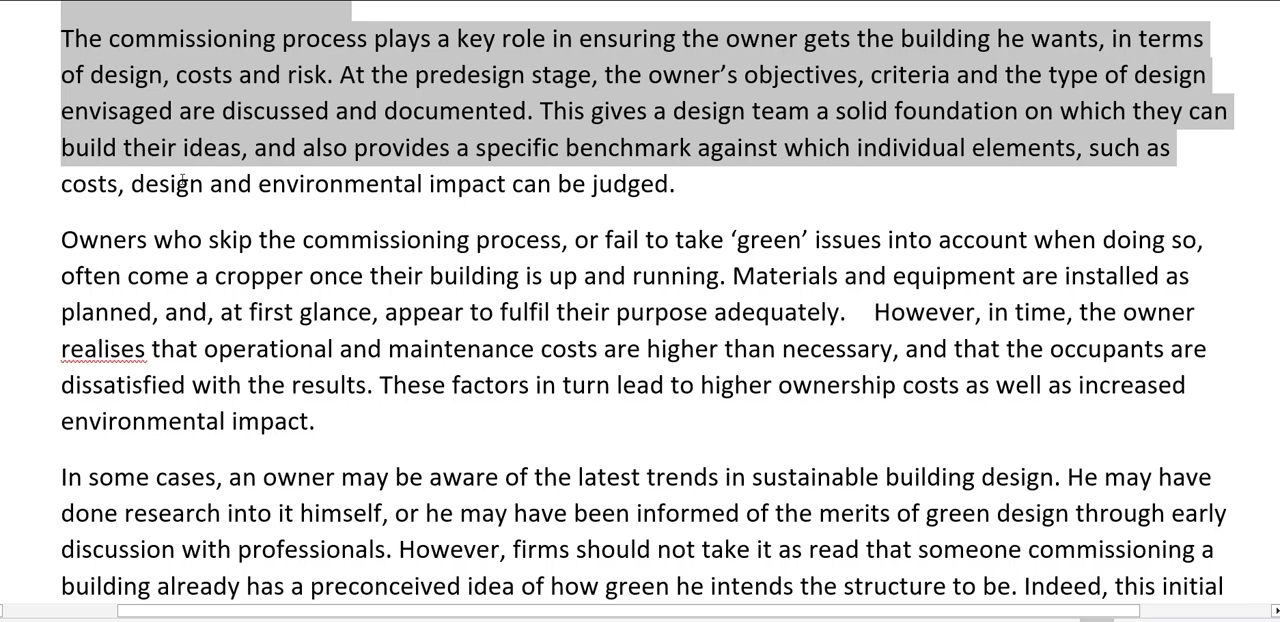 The commissioning process plays a key role in ensuring the owner gets the building he wants, in terms
of design, costs and risk. At the predesign stage, the owner’s objectives, criteria and the type of design
envisaged are discussed and documented. This gives a design team a solid foundation on which they can
build their ideas, and also provides a specific benchmark against which individual elements, such as
costs, design and environmental impact can be judged.
Owners who skip the commissioning process, or fail to take ‘green’ issues into account when doing so,
often come a cropper once their building is up and running. Materials and equipment are installed as
planned, and, at first glance, appear to fulfil their purpose adequately. However, in time, the owner
realises that operational and maintenance costs are higher than necessary, and that the occupants are
dissatisfied with the results. These factors in turn lead to higher ownership costs as well as increased
environmental impact.
In some cases, an owner may be aware of the latest trends in sustainable building design. He may have
done research into it himself, or he may have been informed of the merits of green design through early
discussion with professionals. However, firms should not take it as read that someone commissioning a
building already has a preconceived idea of how green he intends the structure to be. Indeed, this initial